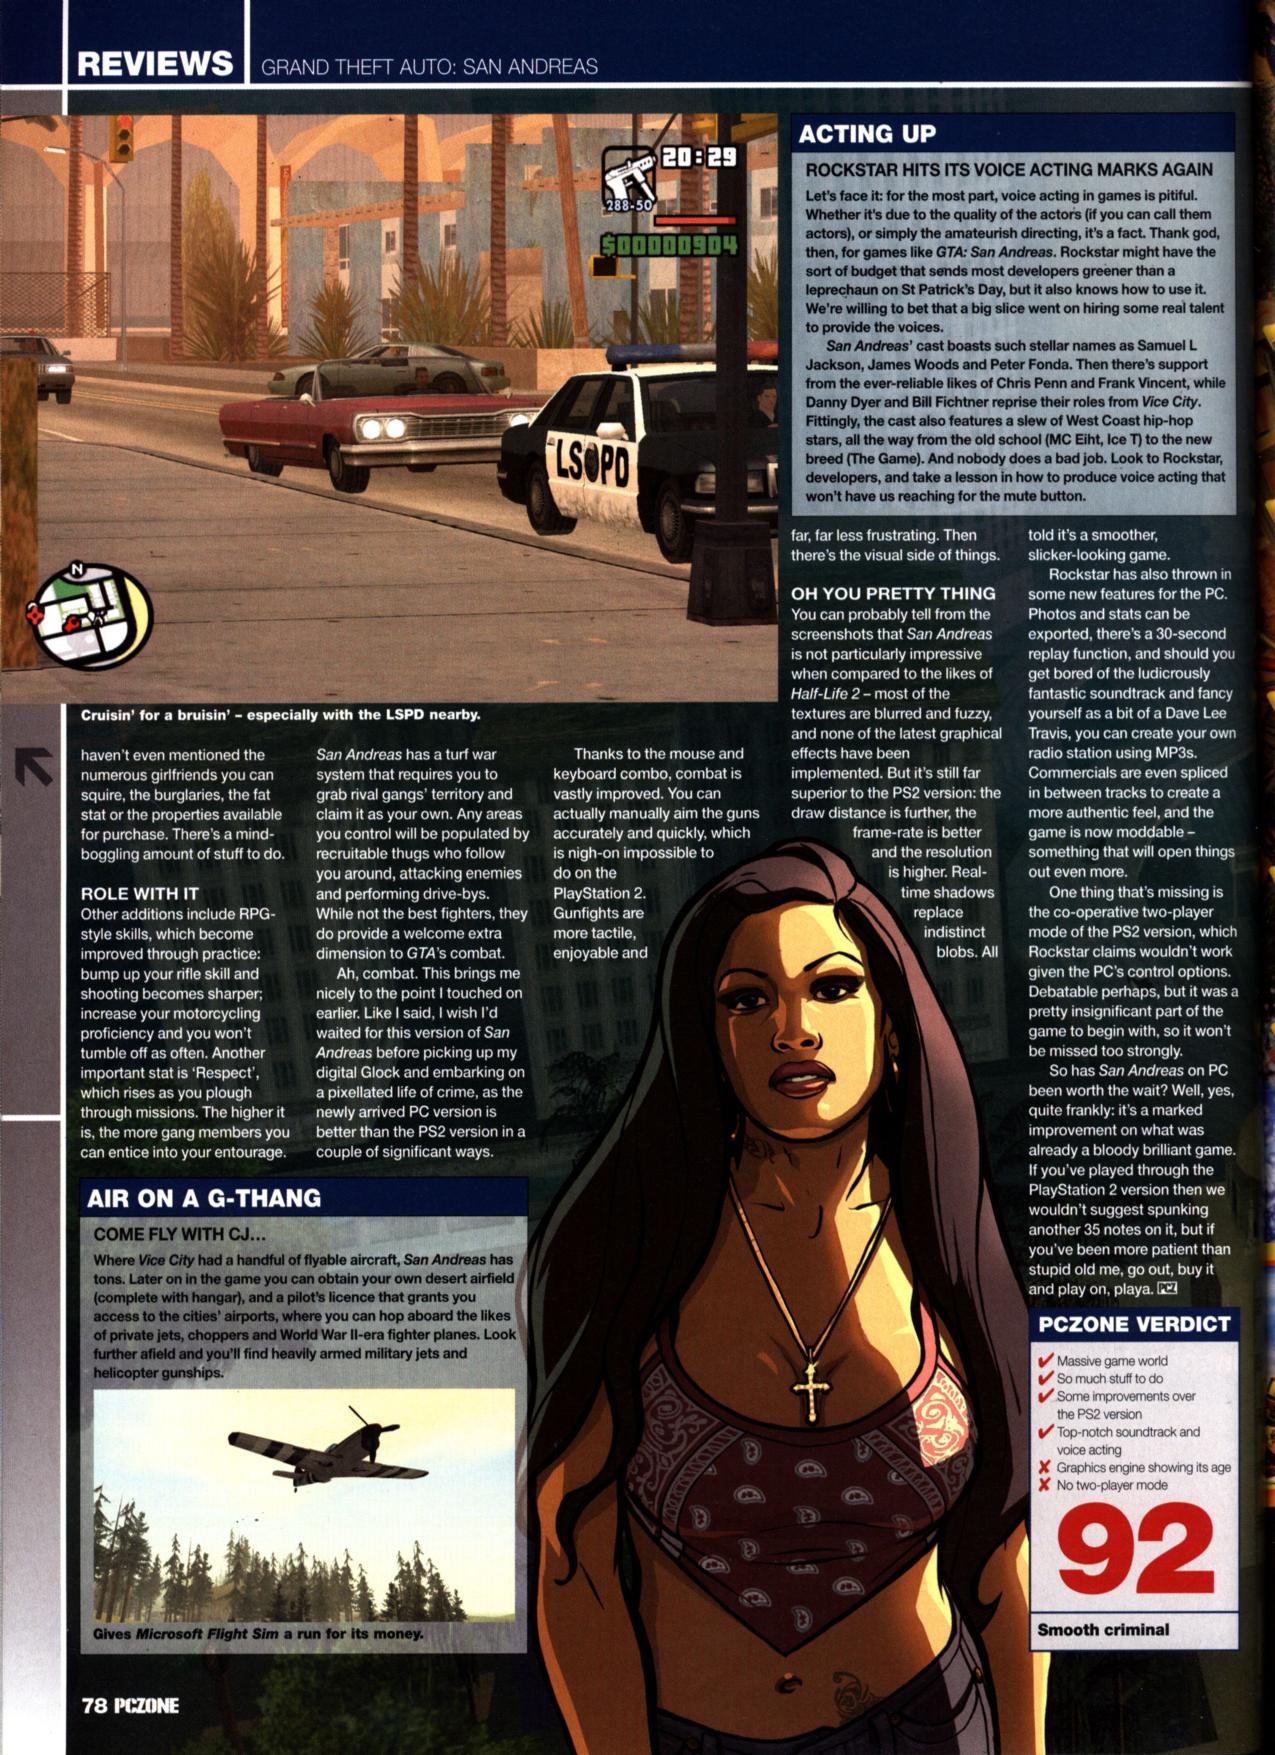 REVIEWS
GRAND THEFT AUTO: SAN ANDREAS
20:29
288-50
$00000904
LSPD
N
Cruisin' for a bruisin' – especially with the LSPD nearby.
ACTING UP
ROCKSTAR HITS ITS VOICE ACTING MARKS AGAIN
Let's face it: for the most part, voice acting in games is pitiful.
Whether it's due to the quality of the actors (if you can call them
actors), or simply the amateurish directing, it's a fact. Thank god,
then, for games like GTA: San Andreas. Rockstar might have the
sort of budget that sends most developers greener than a
leprechaun on St Patrick's Day, but it also knows how to use it.
We're willing to bet that a big slice went on hiring some real talent
to provide the voices.
San Andreas' cast boasts such stellar names as Samuel L
Jackson, James Woods and Peter Fonda. Then there's support
from the ever-reliable likes of Chris Penn and Frank Vincent, while
Danny Dyer and Bill Fichtner reprise their roles from Vice City.
Fittingly, the cast also features a slew of West Coast hip-hop
stars, all the way from the old school (MC Eiht, Ice T) to the new
breed (The Game). And nobody does a bad job. Look to Rockstar,
developers, and take a lesson in how to produce voice acting that
won't have us reaching for the mute button.
haven't even mentioned the
numerous girlfriends you can
squire, the burglaries, the fat
stat or the properties available
for purchase. There's a mind-
boggling amount of stuff to do.
ROLE WITH IT
Other additions include RPG-
style skills, which become
improved through practice:
bump up your rifle skill and
shooting becomes sharper;
increase your motorcycling
proficiency and you won't
tumble off as often. Another
important stat is 'Respect',
which rises as you plough
through missions. The higher it
is, the more gang members you
can entice into your entourage.
San Andreas has a turf war
system that requires you to
grab rival gangs' territory and
claim it as your own. Any areas
you control will be populated by
recruitable thugs who follow
you around, attacking enemies
and performing drive-bys.
While not the best fighters, they
do provide a welcome extra
dimension to GTA's combat.
Ah, combat. This brings me
nicely to the point I touched on
earlier. Like I said, I wish I'd
waited for this version of San
Andreas before picking up my
digital Glock and embarking on
a pixellated life of crime, as the
newly arrived PC version is
better than the PS2 version in a
couple of significant ways.
Thanks to the mouse and
keyboard combo, combat is
vastly improved. You can
actually manually aim the guns
accurately and quickly, which
is nigh-on impossible to
do on the
PlayStation 2.
Gunfights are
more tactile,
enjoyable and
far, far less frustrating. Then
there's the visual side of things.
OH YOU PRETTY THING
You can probably tell from the
screenshots that San Andreas
is not particularly impressive
when compared to the likes of
Half-Life 2 – most of the
textures are blurred and fuzzy,
and none of the latest graphical
effects have been
implemented. But it's still far
superior to the PS2 version: the
draw distance is further, the
frame-rate is better
and the resolution
is higher. Real-
time shadows
replace
indistinct
blobs. All
told it's a smoother,
slicker-looking game.
Rockstar has also thrown in
some new features for the PC.
Photos and stats can be
exported, there's a 30-second
replay function, and should you
get bored of the ludicrously
fantastic soundtrack and fancy
yourself as a bit of a Dave Lee
Travis, you can create your own
radio station using MP3s.
Commercials are even spliced
in between tracks to create a
more authentic feel, and the
game is now moddable –
something that will open things
out even more.
One thing that's missing is
the co-operative two-player
mode of the PS2 version, which
Rockstar claims wouldn't work
given the PC's control options.
Debatable perhaps, but it was a
pretty insignificant part of the
game to begin with, so it won't
be missed too strongly.
So has San Andreas on PC
been worth the wait? Well, yes,
quite frankly: it's a marked
improvement on what was
already a bloody brilliant game.
If you've played through the
PlayStation 2 version then we
wouldn't suggest spunking
another 35 notes on it, but if
you've been more patient than
stupid old me, go out, buy it
and play on, playa. PCZ
AIR ON A G-THANG
COME FLY WITH CJ...
Where Vice City had a handful of flyable aircraft, San Andreas has
tons. Later on in the game you can obtain your own desert airfield
(complete with hangar), and a pilot's licence that grants you
access to the cities' airports, where you can hop aboard the likes
of private jets, choppers and World War II-era fighter planes. Look
further afield and you'll find heavily armed military jets and
helicopter gunships.
Gives Microsoft Flight Sim a run for its money.
PCZONE VERDICT
Massive game world
So much stuff to do
Some improvements over
the PS2 version
Top-notch soundtrack and
voice acting
Graphics engine showing its age
No two-player mode
92
Smooth criminal
78 PCZONE